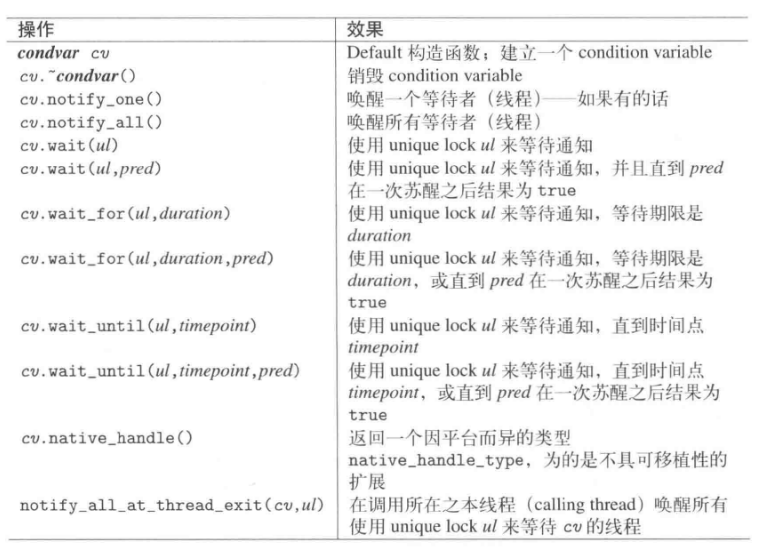 操作 效果
condvar cv Default 构造函数；建立一个 condition variable
cv.~condvar() 销毁 condition variable
cv.notify_one() 唤醒一个等待者（线程）——如果有的话
cv.notify_all() 唤醒所有等待者（线程）
cv.wait(ul) 使用 unique lock ul 来等待通知
cv.wait(ul,pred) 使用 unique lock ul 来等待通知，并且直到 pred
在一次苏醒之后结果为 true
cv.wait_for(ul,duration) 使用 unique lock ul 来等待通知，等待期限是
duration
cv.wait_for(ul,duration,pred) 使用 unique lock ul 来等待通知，等待期限是
duration，或直到 pred 在一次苏醒之后结果为
true
cv.wait_until(ul,timepoint) 使用 unique lock ul 来等待通知，直到时间点
timepoint
cv.wait_until(ul,timepoint,pred) 使用 unique lock ul 来等待通知，直到时间点
timepoint，或直到 pred 在一次苏醒之后结果为
true
cv.native_handle() 返回一个因平台而异的类型
native_handle_type，为的是不具可移植性的
扩展
notify_all_at_thread_exit(cv,ul) 在调用所在之本线程（calling thread）唤醒所有
使用 unique lock ul 来等待 cv 的线程